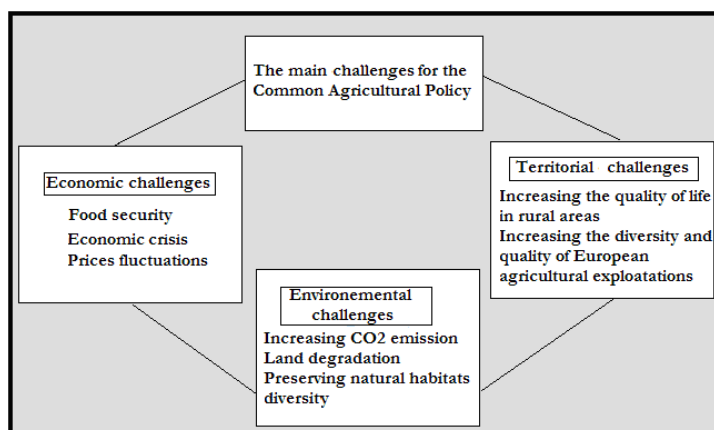 The main challenges for the
Common Agricultural Policy
Economic challenges
Food security
Economic crisis
Prices fluctuations
Territorial challenges
Increasing the quality of life
in rural areas
Increasing the diversity and
quality of European
agricultural exploatations
Environemental
challenges
Increasing CO2 emission
Land degradation
Preserving natural habitats
diversity